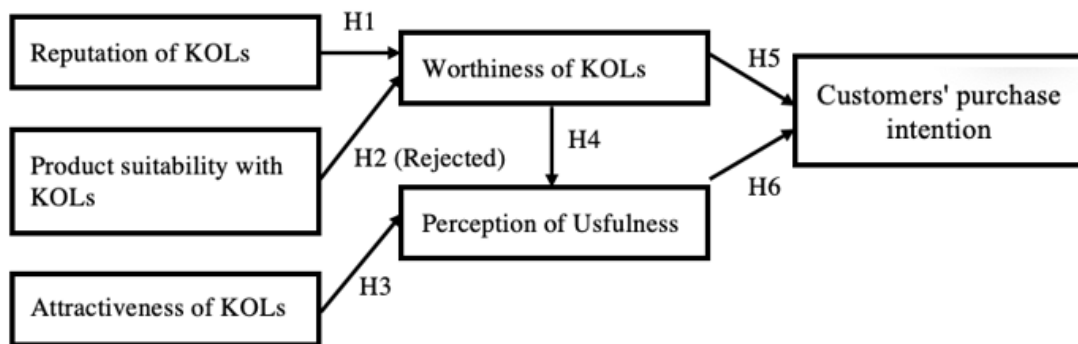 H1
Reputation of KOLs
Worthiness of KOLs
H5
Customers' purchase
intention
Product suitability with
KOLs
H2 (Rejected)
H4
H6
Perception of Usfulness
H3
Attractiveness of KOLs